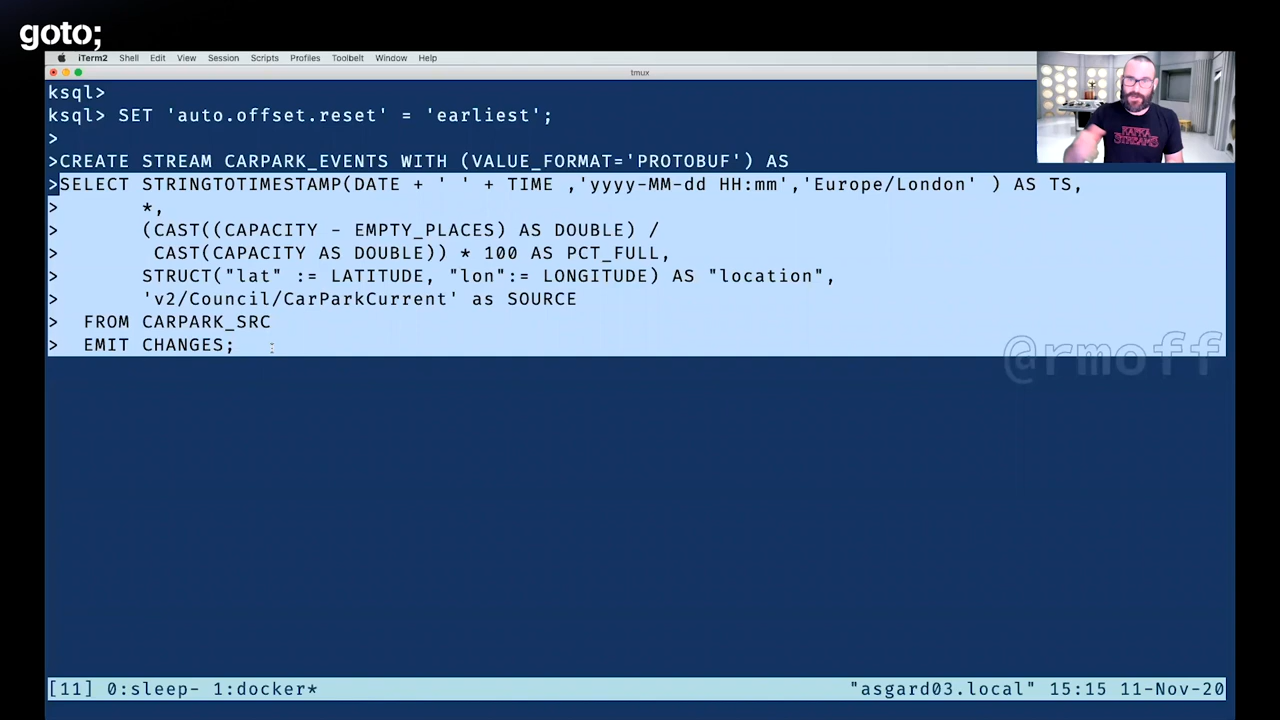 goto;
iTerm2 Shell Edit View Session Scripts Profiles Toolbelt Window Help
tmux
ksql>
ksql> SET 'auto.offset.reset' = 'earliest';
>
>CREATE STREAM CARPARK_EVENTS WITH (VALUE_FORMAT='PROTOBUF') AS
>SELECT STRINGTOTIMESTAMP(DATE + ' ' + TIME ,'yyyy-MM-dd HH:mm','Europe/London' ) AS TS,
>       *,
>       (CAST((CAPACITY - EMPTY_PLACES) AS DOUBLE) /
>        CAST(CAPACITY AS DOUBLE)) * 100 AS PCT_FULL,
>       STRUCT("lat" := LATITUDE, "lon":= LONGITUDE) AS "location",
>       'v2/Council/CarParkCurrent' as SOURCE
>  FROM CARPARK_SRC
>  EMIT CHANGES;
KAFKA
STREAMS
@rmoff
[11] 0:sleep- 1:docker* "asgard03.local" 15:15 11-Nov-20